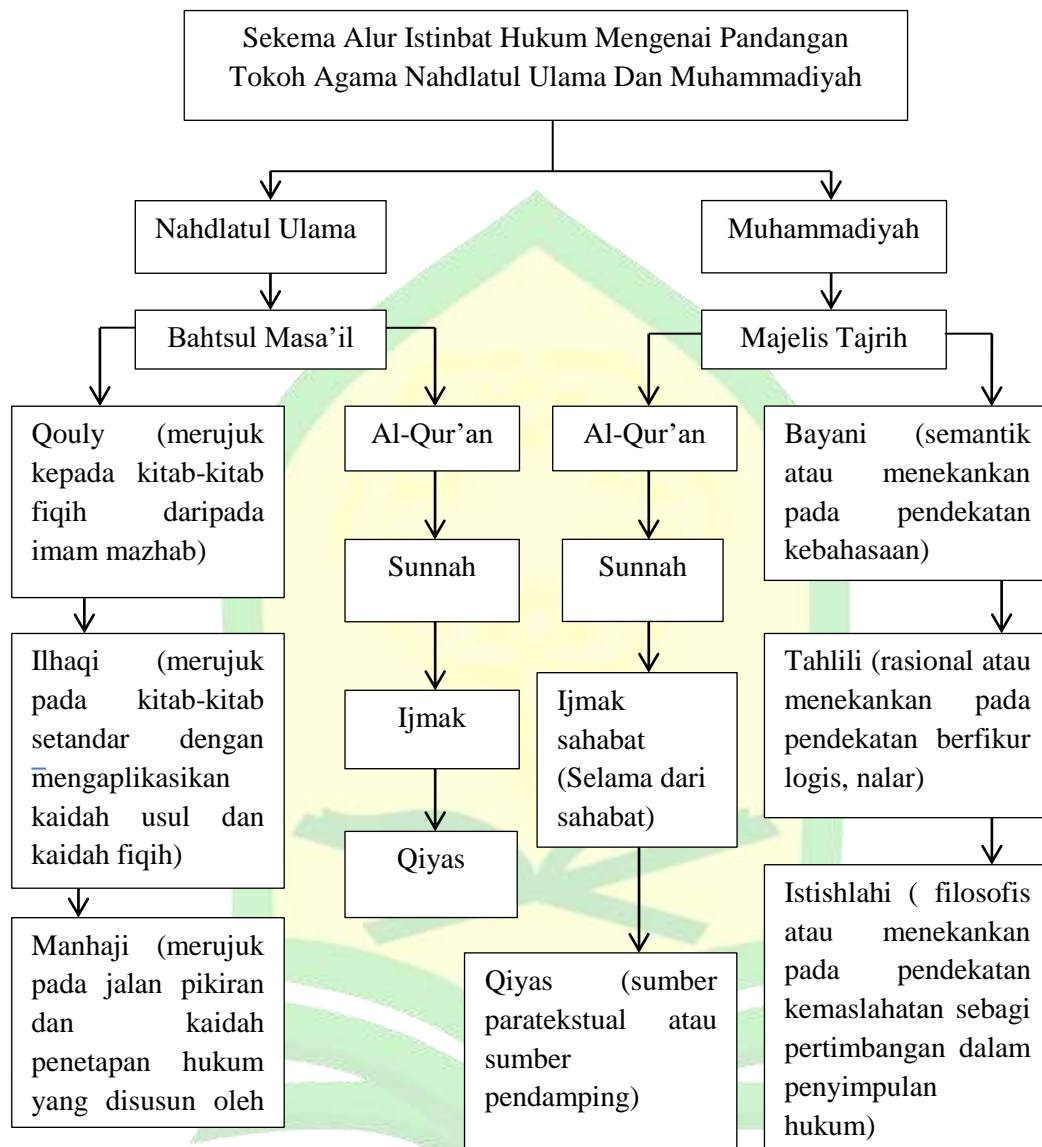 Sekema Alur Istinbat Hukum Mengenai Pandangan
Tokoh Agama Nahdlatul Ulama Dan Muhammadiyah
Nahdlatul Ulama
Muhammadiyah
Bahtsul Masa’il
Majelis Tajrih
Qouly (merujuk
kepada kitab-kitab
fiqih daripada
imam mazhab)
Al-Qur’an
Al-Qur’an
Bayani (semantik
atau menekankan
pada pendekatan
kebahasaan)
Sunnah
Sunnah
Ilhaqi (merujuk
pada kitab-kitab
setandar dengan
mengaplikasikan
kaidah usul dan
kaidah fiqih)
Ijmak
Ijmak
sahabat
(Selama dari
sahabat)
Tahlili (rasional atau
menekankan pada
pendekatan berfikur
logis, nalar)
Qiyas
Manhaji (merujuk
pada jalan pikiran
dan kaidah
penetapan hukum
yang disusun oleh
Qiyas (sumber
paratekstual atau
sumber
pendamping)
Istishlahi ( filosofis
atau menekankan
pada pendekatan
kemaslahatan sebagi
pertimbangan dalam
penyimpulan
hukum)